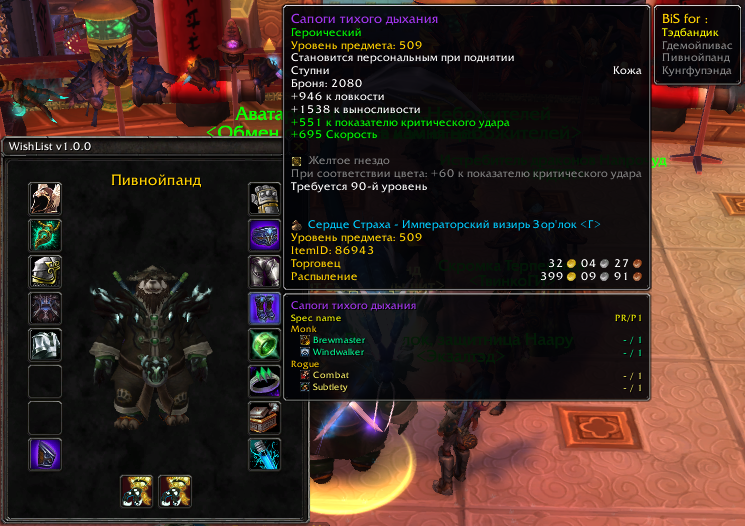 Сапоги тихого дыхания
Героический
Уровень предмета: 509
Становится персональным при поднятии
Ступни Кожа
Броня: 2080
+946 к ловкости
+1538 к выносливости
+551 к показателю критического удара
+695 Скорость
Желтое гнездо
При соответствии цвета: +60 к показателю критического удара
Требуется 90-й уровень
Сердце Страха - Императорский визирь Зор'лок <Г>
Уровень предмета: 509
ItemID: 86943
Торговец 32 04 27
Распыление 399 09 91
BiS for :
Тэдбандик
Гдемойпивас
Пивнойпанд
Кунгфупэнда
WishList v1.0.0
Пивнойпанд
Сапоги тихого дыхания
Spec name PR/P1
Monk
Brewmaster - / 1
Windwalker - / 1
Rogue
Combat - / 1
Subtlety - / 1
Авата
<Обмен